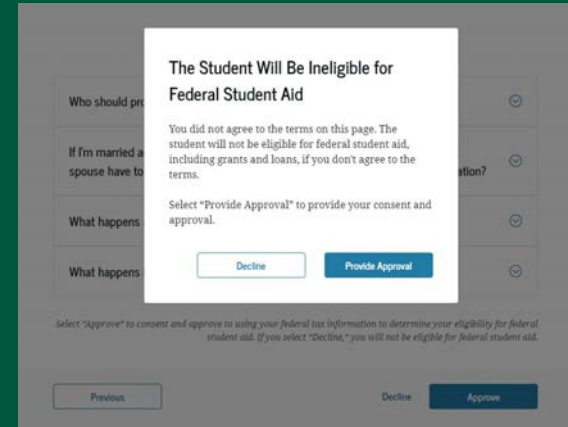 The Student Will Be Ineligible for
Federal Student Aid
Who should
You did not agree to the terms on this page. The
student will not be eligible for federal student aid,
including grants and loans, if you don't agree to the
terms.
If I'm married
spouse have to
Select "Provide Approval" to provide your consent and
approval.
What happens
Decline
Provide Approval
What happens
Select "Approve" to consent and approve to using your federal tax information to determine your eligibility for federal
student aid. If you select "Decline," you will not be eligible for federal student aid.
Previous
Decline
Approve